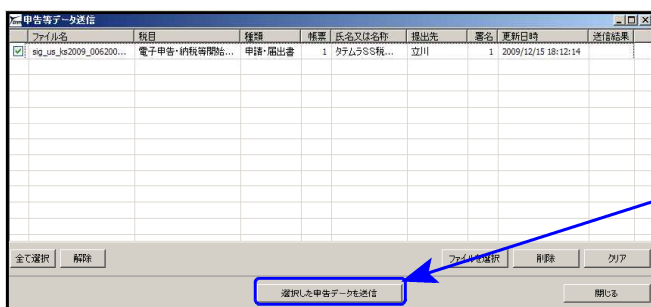 申告等データ送信
ファイル名 税目 種類 帳票 氏名又は名称 提出先 署名 更新日時 送信結果
sig_us_ks2009_006200... 電子申告・納税等開始... 申請・届出書 1 タテムラSS税... 立川 1 2009/12/15 18:12:14
全て選択 解除 ファイルを選択 削除 クリア
選択した申告データを送信 閉じる